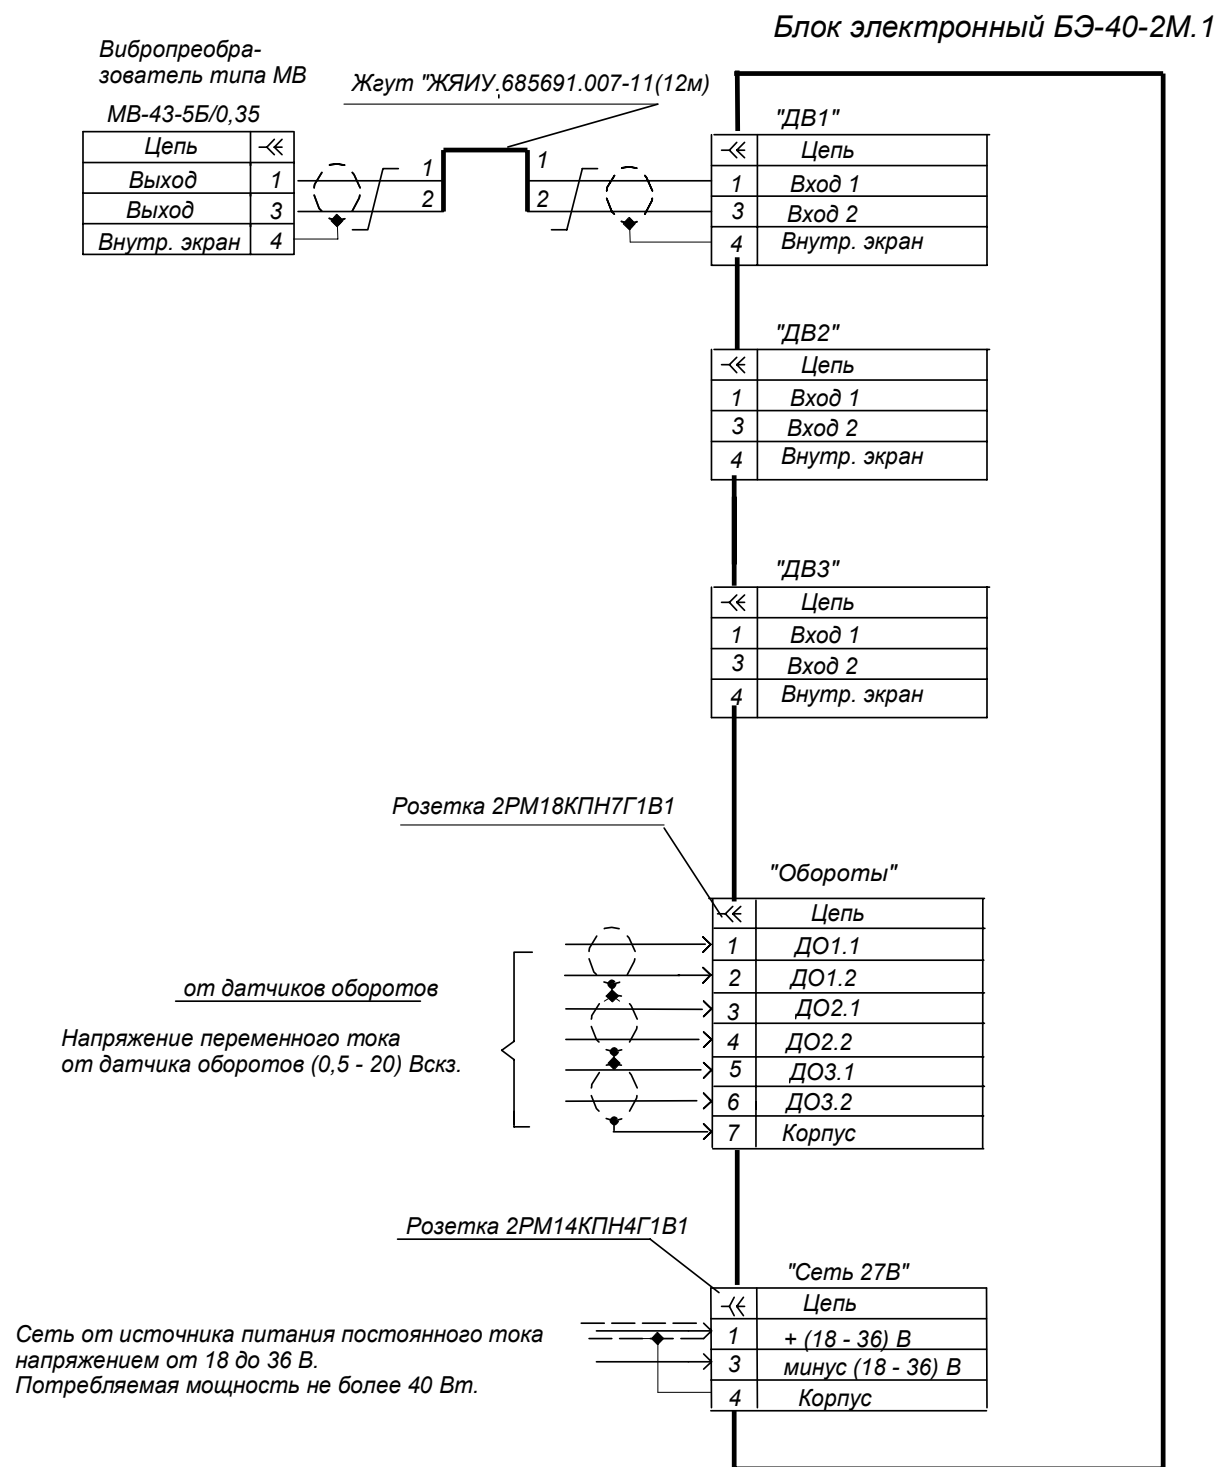 Блок электронный БЭ-40-2М.1
Вибропреобра-
зователь типа МВ
Жгут "ЖЯИУ.685691.007-11(12м)
МВ-43-5Б/0,35
Цепь
Выход 1
Выход 3
Внутр. экран 4
1
2
1
2
"ДВ1"
Цепь
1 Вход 1
3 Вход 2
4 Внутр. экран
"ДВ2"
Цепь
1 Вход 1
3 Вход 2
4 Внутр. экран
"ДВ3"
Цепь
1 Вход 1
3 Вход 2
4 Внутр. экран
Розетка 2РМ18КПН7Г1В1
"Обороты"
Цепь
1 ДО1.1
2 ДО1.2
3 ДО2.1
4 ДО2.2
5 ДО3.1
6 ДО3.2
7 Корпус
от датчиков оборотов
Напряжение переменного тока
от датчика оборотов (0,5 - 20) Вскз.
Розетка 2РМ14КПН4Г1В1
"Сеть 27В"
Цепь
1 + (18 - 36) В
3 минус (18 - 36) В
4 Корпус
Сеть от источника питания постоянного тока
напряжением от 18 до 36 В.
Потребляемая мощность не более 40 Вт.